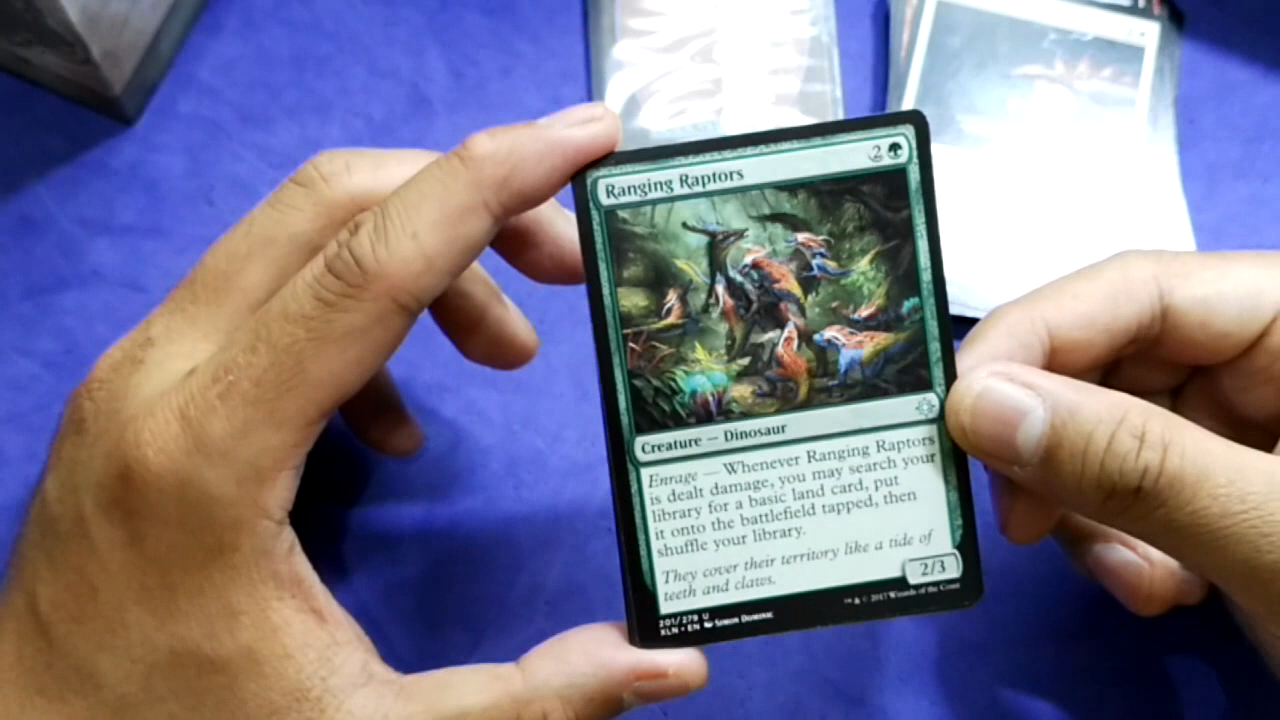 Ranging Raptors 2
Creature — Dinosaur
Enrage — Whenever Ranging Raptors
is dealt damage, you may search your
library for a basic land card, put
it onto the battlefield tapped, then
shuffle your library.
They cover their territory like a tide of
teeth and claws.
2/3
201/279 U
XLN • EN Simon Dominic
™ & © 2017 Wizards of the Coast